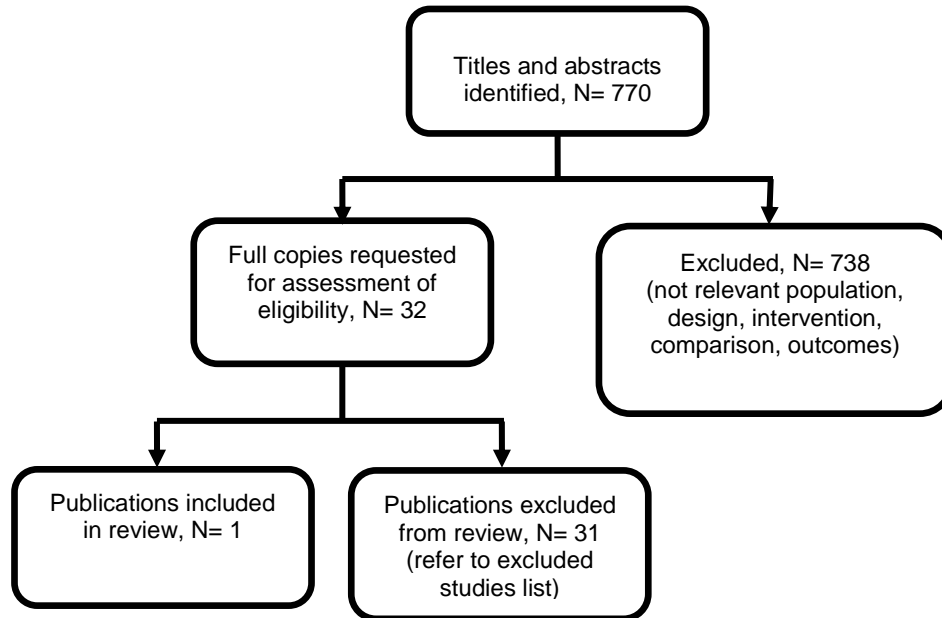 Titles and abstracts
identified, N= 770
Full copies requested
for assessment of
eligibility, N= 32
Excluded, N= 738
(not relevant population,
design, intervention,
comparison, outcomes)
Publications included
in review, N= 1
Publications excluded
from review, N= 31
(refer to excluded
studies list)